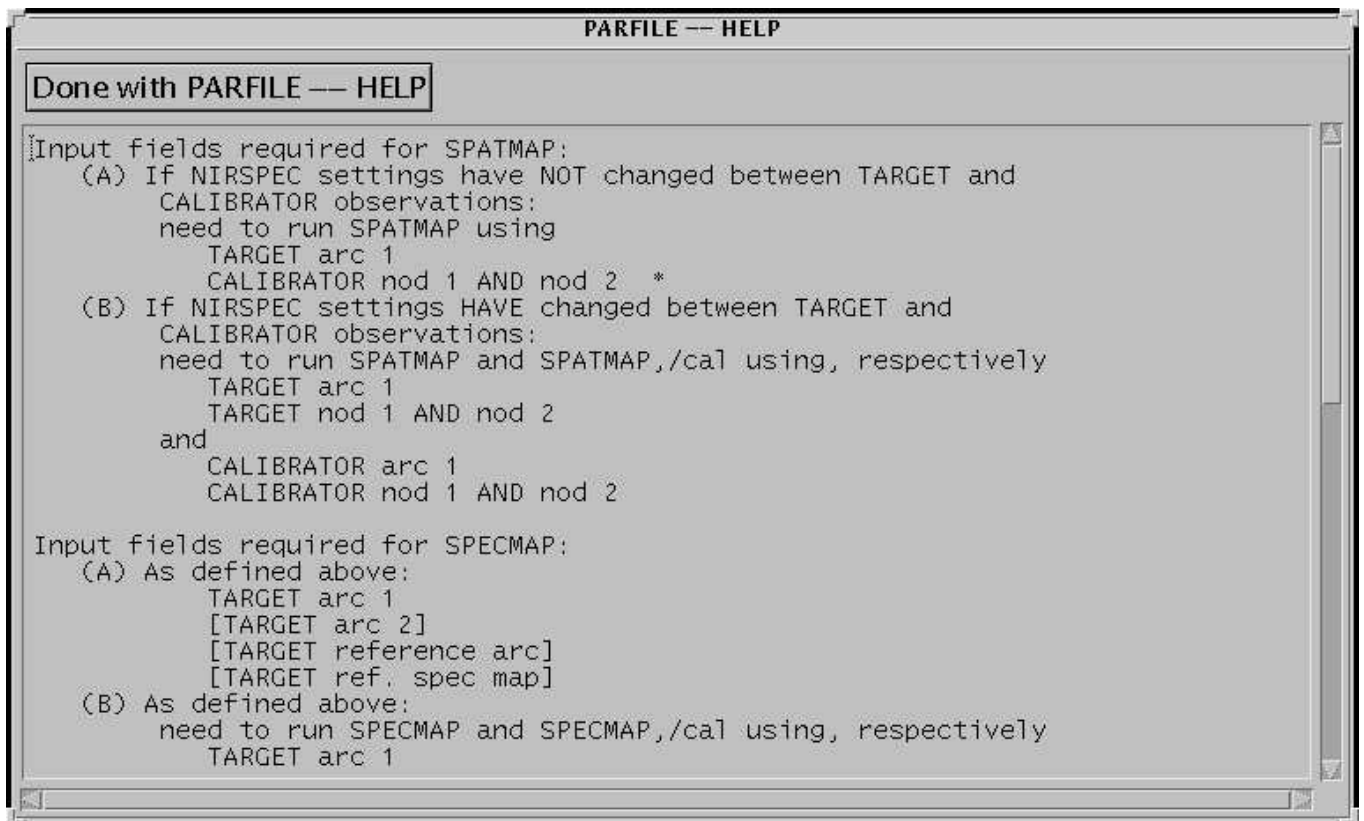 PARFILE -- HELP
Done with PARFILE -- HELP
Input fields required for SPATMAP:
(A) If NIRSPEC settings have NOT changed between TARGET and
CALIBRATOR observations:
need to run SPATMAP using
TARGET arc 1
CALIBRATOR nod 1 AND nod 2 *
(B) If NIRSPEC settings HAVE changed between TARGET and
CALIBRATOR observations:
need to run SPATMAP and SPATMAP,/cal using, respectively
TARGET arc 1
TARGET nod 1 AND nod 2
and
CALIBRATOR arc 1
CALIBRATOR nod 1 AND nod 2
Input fields required for SPECMAP:
(A) As defined above:
TARGET arc 1
[TARGET arc 2]
[TARGET reference arc]
[TARGET ref. spec map]
(B) As defined above:
need to run SPECMAP and SPECMAP,/cal using, respectively
TARGET arc 1